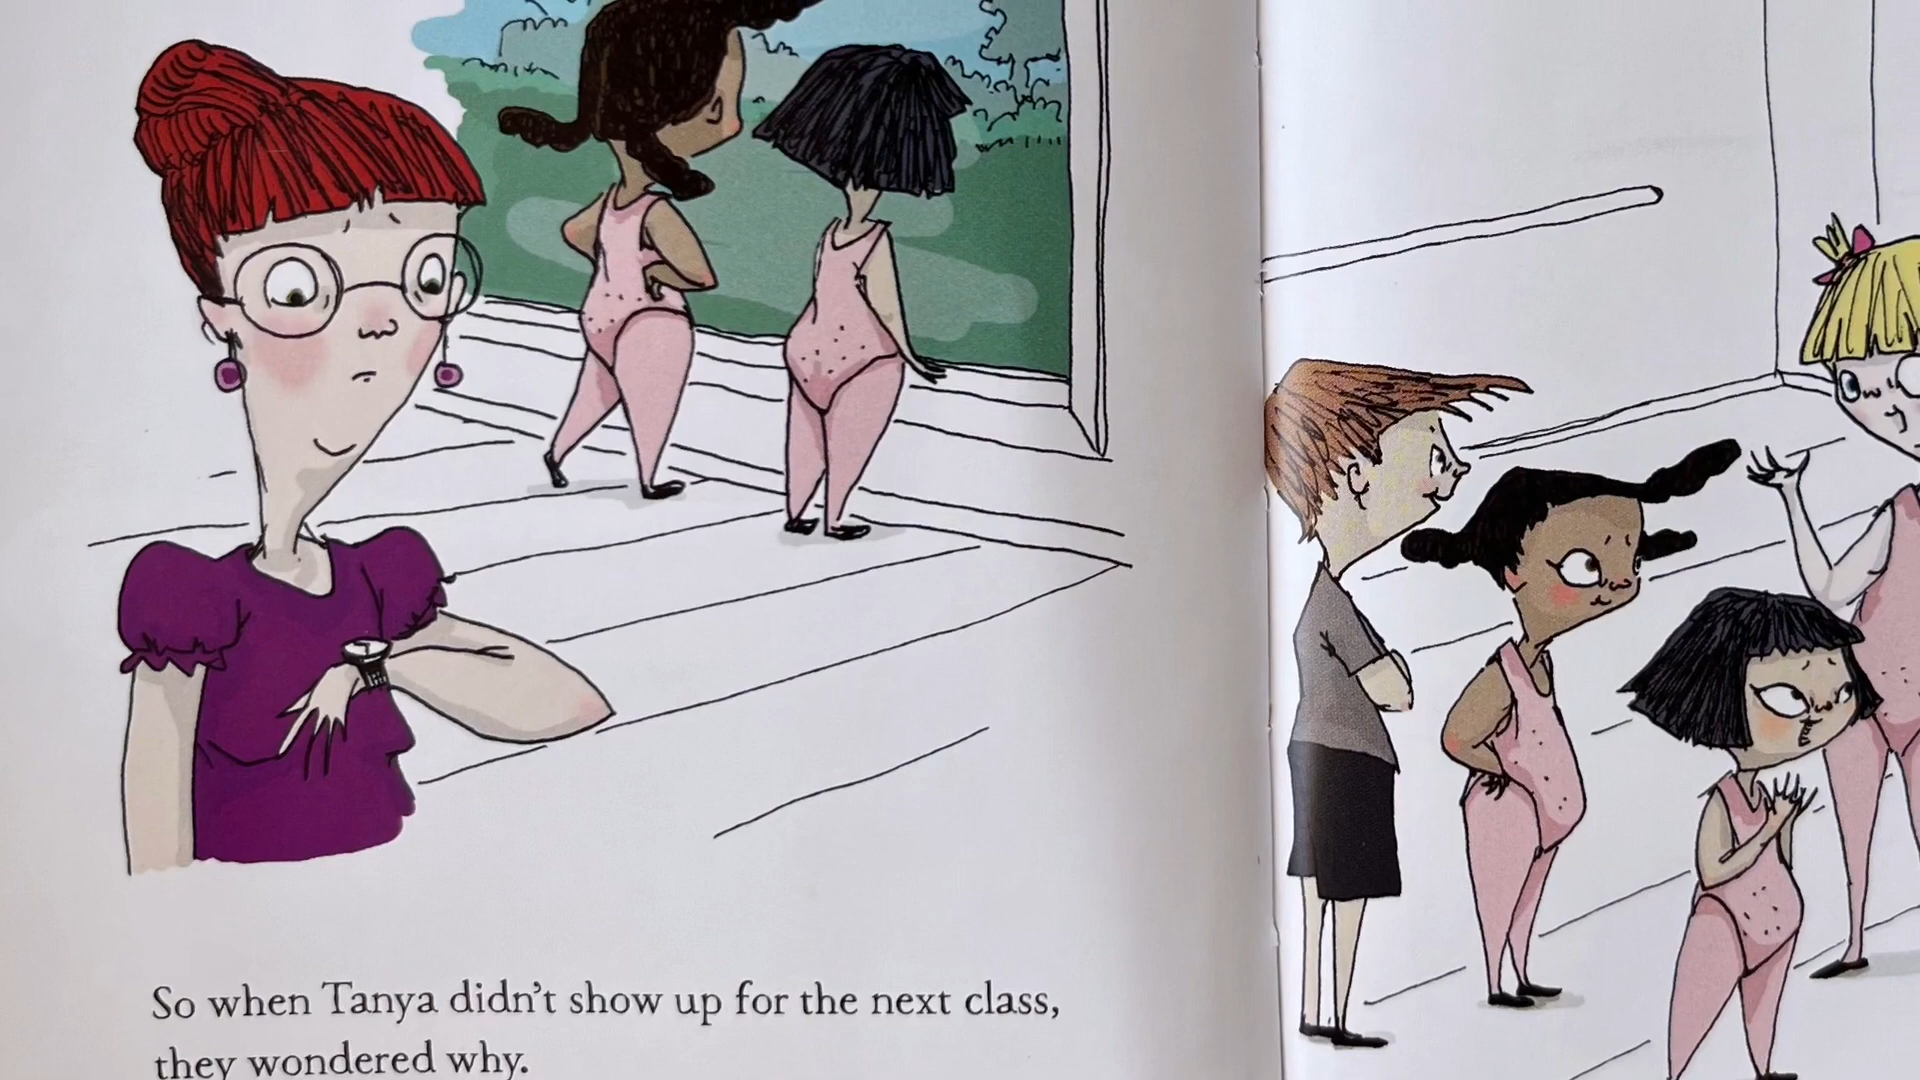 So when Tanya didn't show up for the next class,
they wondered why.